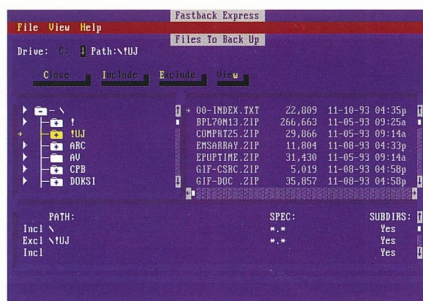 Fastback Express
File View Help
Files To Back Up
Drive: C: Path:\!UJ
Close Include Exclude View
- \ 00-INDEX.TXT 22,809 11-10-93 04:35p
+ ! BPL70N13.ZIP 266,663 11-05-93 09:25a
+ !UJ COMPRT25.ZIP 29,866 11-05-93 09:14a
+ ARC EMSARRAY.ZIP 11,804 11-08-93 04:33p
AV EPUPTIME.ZIP 31,430 11-05-93 09:14a
+ CPB GIF-CSRC.ZIP 5,019 11-08-93 04:58p
+ DOKSI GIF-DOC .ZIP 35,857 11-08-93 04:58p
PATH: SPEC: SUBDIRS:
Incl \ *.* Yes
Excl \!UJ *.* Yes
Incl Yes